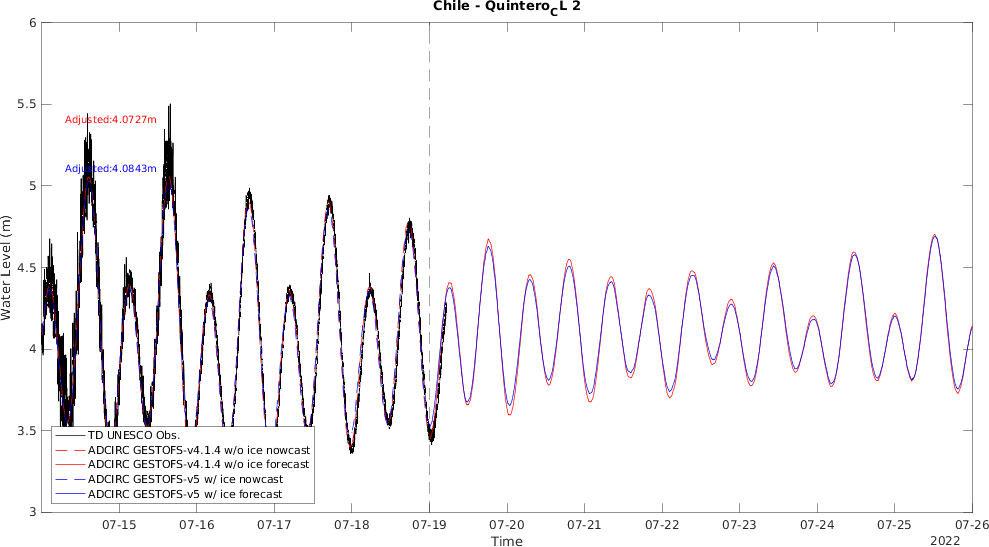 Chile - QuinteroCL 2
6
5.5
5
4.5
4
3.5
3
Water Level (m)
Adjusted:4.0727m
Adjusted:4.0843m
TD UNESCO Obs.
ADCIRC GESTOFS-v4.1.4 w/o ice nowcast
ADCIRC GESTOFS-v4.1.4 w/o ice forecast
ADCIRC GESTOFS-v5 w/ ice nowcast
ADCIRC GESTOFS-v5 w/ ice forecast
07-15 07-16 07-17 07-18 07-19 07-20 07-21 07-22 07-23 07-24 07-25 07-26
Time
2022